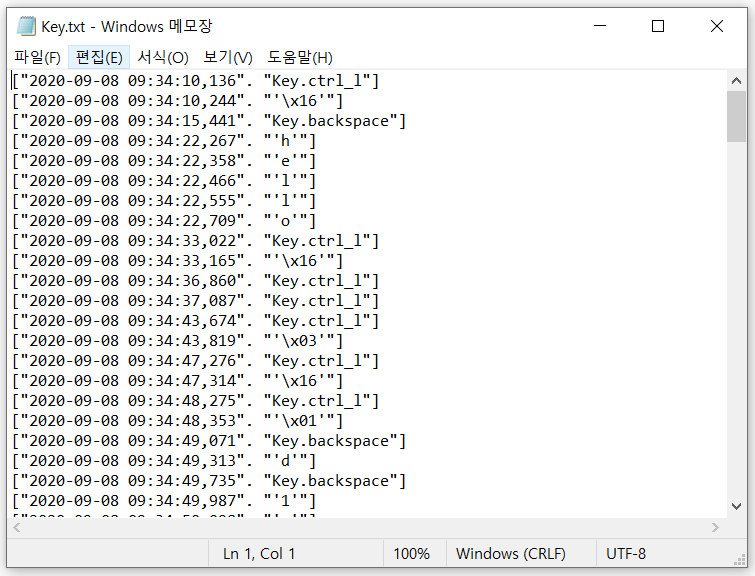 Key.txt - Windows 메모장
파일(F) 편집(E) 서식(O) 보기(V) 도움말(H)
["2020-09-08 09:34:10,136". "Key.ctrl_l"]
["2020-09-08 09:34:10,244". "'\x16'"]
["2020-09-08 09:34:15,441". "Key.backspace"]
["2020-09-08 09:34:22,267". "'h'"]
["2020-09-08 09:34:22,358". "'e'"]
["2020-09-08 09:34:22,466". "'l'"]
["2020-09-08 09:34:22,555". "'l'"]
["2020-09-08 09:34:22,709". "'o'"]
["2020-09-08 09:34:33,022". "Key.ctrl_l"]
["2020-09-08 09:34:33,165". "'\x16'"]
["2020-09-08 09:34:36,860". "Key.ctrl_l"]
["2020-09-08 09:34:37,087". "Key.ctrl_l"]
["2020-09-08 09:34:43,674". "Key.ctrl_l"]
["2020-09-08 09:34:43,819". "'\x03'"]
["2020-09-08 09:34:47,276". "Key.ctrl_l"]
["2020-09-08 09:34:47,314". "'\x16'"]
["2020-09-08 09:34:48,275". "Key.ctrl_l"]
["2020-09-08 09:34:48,353". "'\x01'"]
["2020-09-08 09:34:49,071". "Key.backspace"]
["2020-09-08 09:34:49,313". "'d'"]
["2020-09-08 09:34:49,735". "Key.backspace"]
["2020-09-08 09:34:49,987". "'1'"]
Ln 1, Col 1 100% Windows (CRLF) UTF-8